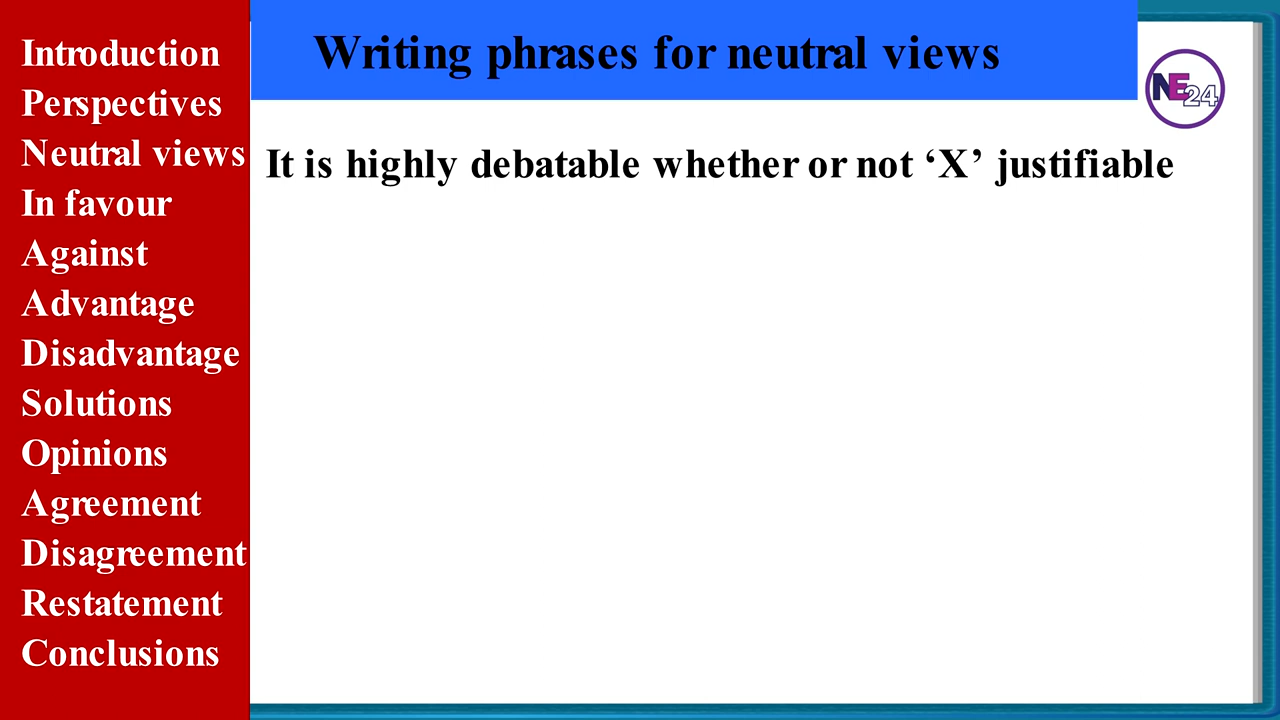 Introduction
Perspectives
Neutral views
In favour
Against
Advantage
Disadvantage
Solutions
Opinions
Agreement
Disagreement
Restatement
Conclusions
Writing phrases for neutral views
NE24
It is highly debatable whether or not ‘X’ justifiable